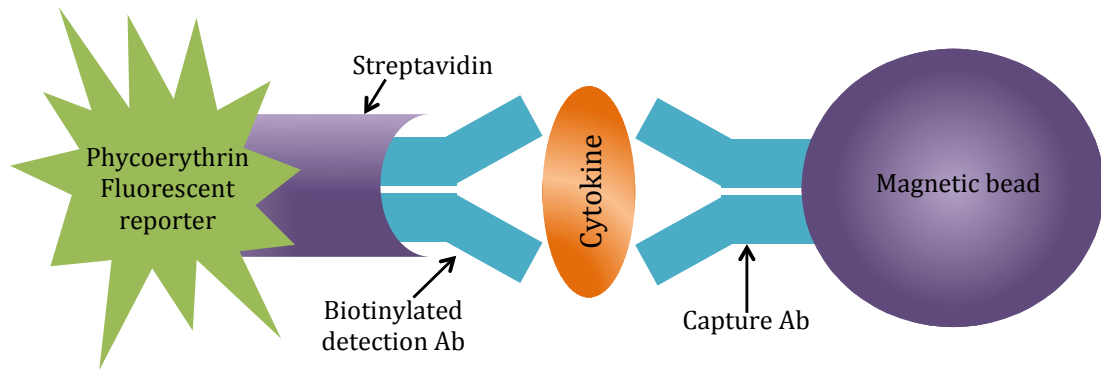 Streptavidin
Phycoerythrin
Fluorescent
reporter
Cytokine
Magnetic bead
Biotinylated
detection Ab
Capture Ab